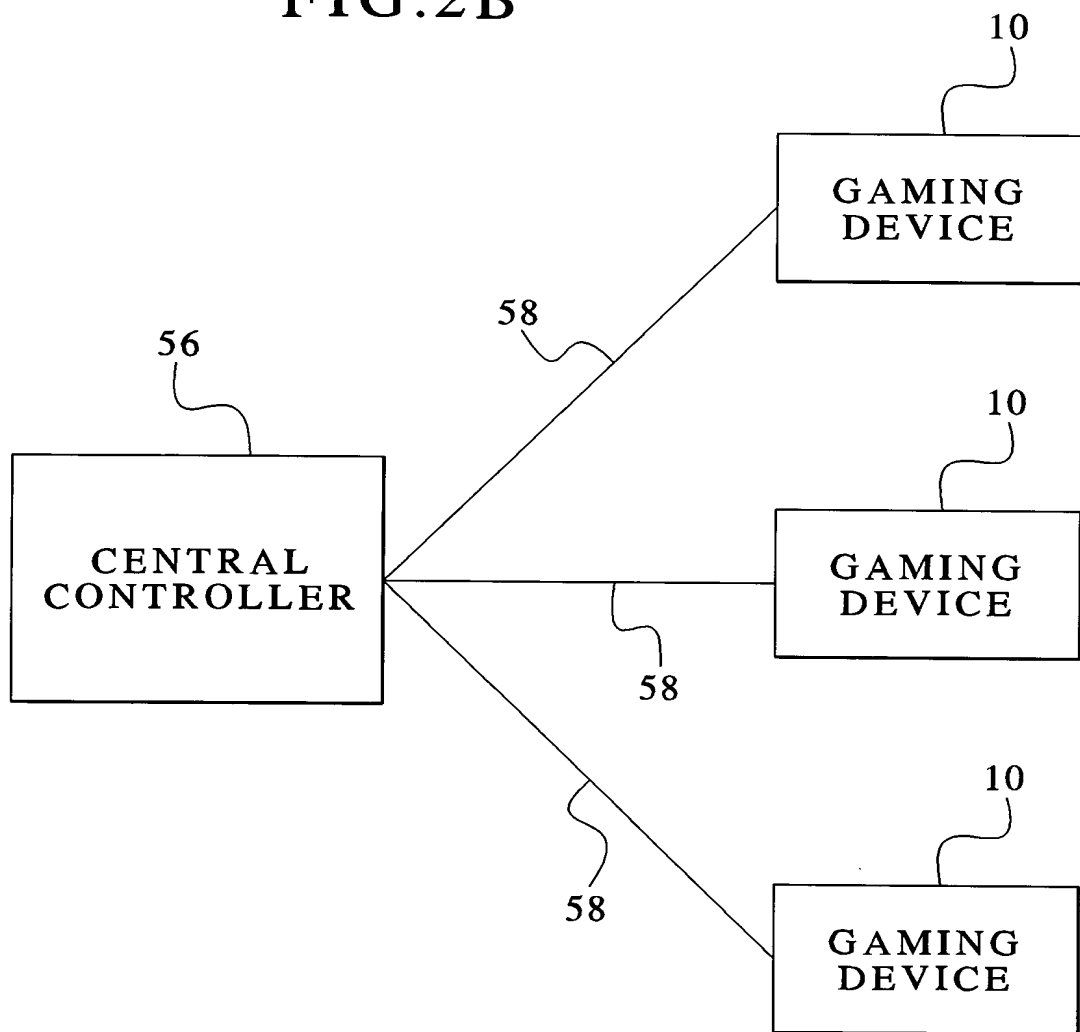 FIG.2B
10
GAMING
DEVICE
58
56
10
CENTRAL
CONTROLLER
GAMING
DEVICE
58
10
58
GAMING
DEVICE